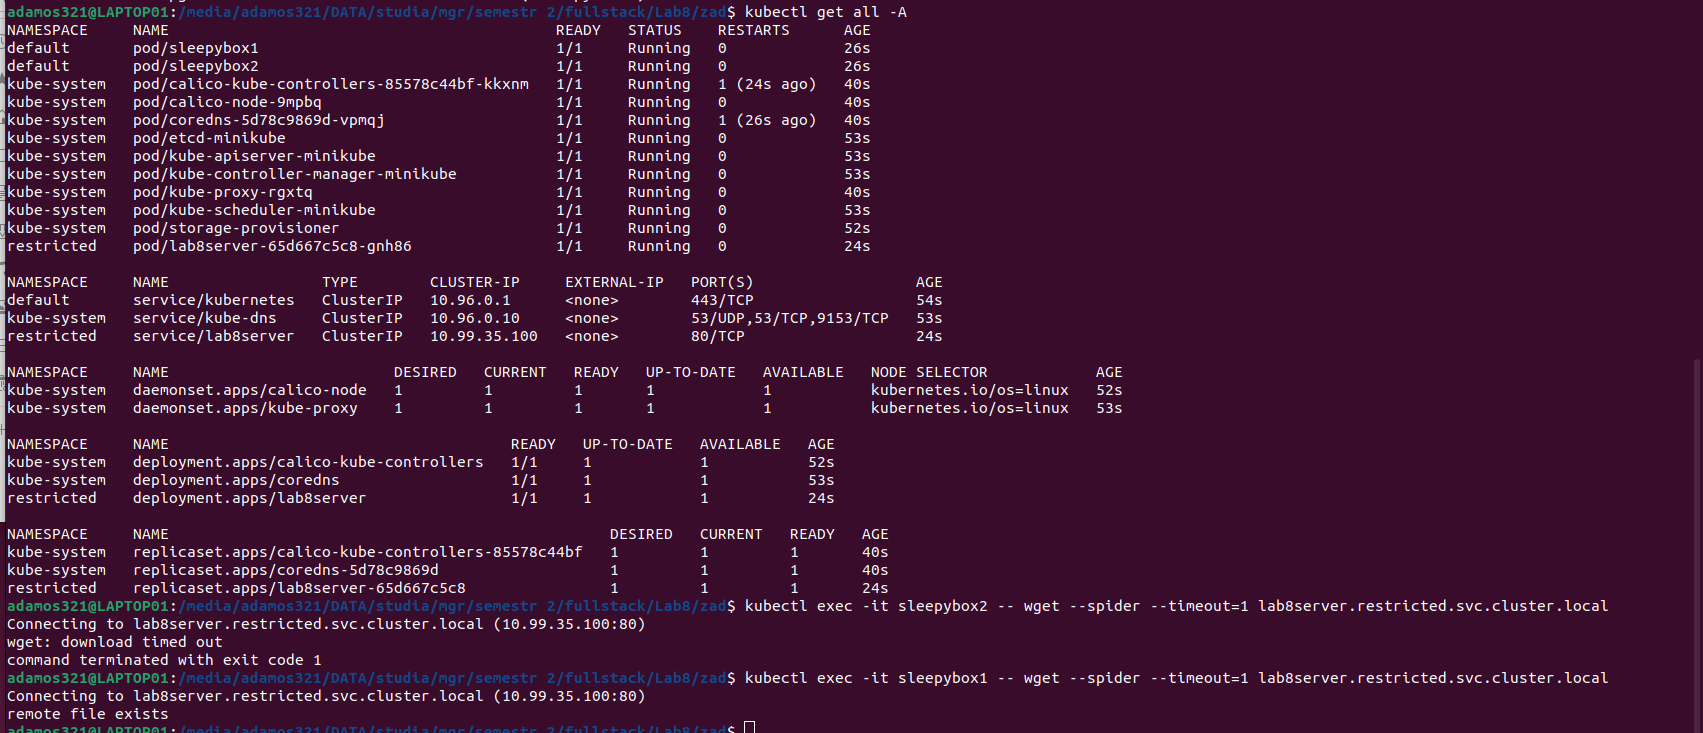 adamos321@LAPTOP01:/media/adamos321/DATA/studia/mgr/semestr 2/fullstack/Lab8/zad$ kubectl get all -A
NAMESPACE     NAME                                           READY   STATUS    RESTARTS      AGE
default       pod/sleepybox1                                 1/1     Running   0             26s
default       pod/sleepybox2                                 1/1     Running   0             26s
kube-system   pod/calico-kube-controllers-85578c44bf-kkxnm   1/1     Running   1 (24s ago)   40s
kube-system   pod/calico-node-9mpbq                          1/1     Running   0             40s
kube-system   pod/coredns-5d78c9869d-vpmqj                   1/1     Running   1 (26s ago)   40s
kube-system   pod/etcd-minikube                              1/1     Running   0             53s
kube-system   pod/kube-apiserver-minikube                    1/1     Running   0             53s
kube-system   pod/kube-controller-manager-minikube           1/1     Running   0             53s
kube-system   pod/kube-proxy-rgxtq                           1/1     Running   0             40s
kube-system   pod/kube-scheduler-minikube                    1/1     Running   0             53s
kube-system   pod/storage-provisioner                        1/1     Running   0             52s
restricted    pod/lab8server-65d667c5c8-gnh86                1/1     Running   0             24s

NAMESPACE     NAME                 TYPE        CLUSTER-IP     EXTERNAL-IP   PORT(S)                  AGE
default       service/kubernetes   ClusterIP   10.96.0.1      <none>        443/TCP                  54s
kube-system   service/kube-dns     ClusterIP   10.96.0.10     <none>        53/UDP,53/TCP,9153/TCP   53s
restricted    service/lab8server   ClusterIP   10.99.35.100   <none>        80/TCP                   24s

NAMESPACE     NAME                         DESIRED   CURRENT   READY   UP-TO-DATE   AVAILABLE   NODE SELECTOR            AGE
kube-system   daemonset.apps/calico-node   1         1         1       1            1           kubernetes.io/os=linux   52s
kube-system   daemonset.apps/kube-proxy    1         1         1       1            1           kubernetes.io/os=linux   53s

NAMESPACE     NAME                                      READY   UP-TO-DATE   AVAILABLE   AGE
kube-system   deployment.apps/calico-kube-controllers   1/1     1            1           52s
kube-system   deployment.apps/coredns                   1/1     1            1           53s
restricted    deployment.apps/lab8server                1/1     1            1           24s

NAMESPACE     NAME                                                 DESIRED   CURRENT   READY   AGE
kube-system   replicaset.apps/calico-kube-controllers-85578c44bf   1         1         1       40s
kube-system   replicaset.apps/coredns-5d78c9869d                   1         1         1       40s
restricted    replicaset.apps/lab8server-65d667c5c8                1         1         1       24s
adamos321@LAPTOP01:/media/adamos321/DATA/studia/mgr/semestr 2/fullstack/Lab8/zad$ kubectl exec -it sleepybox2 -- wget --spider --timeout=1 lab8server.restricted.svc.cluster.local
Connecting to lab8server.restricted.svc.cluster.local (10.99.35.100:80)
wget: download timed out
command terminated with exit code 1
adamos321@LAPTOP01:/media/adamos321/DATA/studia/mgr/semestr 2/fullstack/Lab8/zad$ kubectl exec -it sleepybox1 -- wget --spider --timeout=1 lab8server.restricted.svc.cluster.local
Connecting to lab8server.restricted.svc.cluster.local (10.99.35.100:80)
remote file exists
adamos321@LAPTOP01:/media/adamos321/DATA/studia/mgr/semestr 2/fullstack/Lab8/zad$